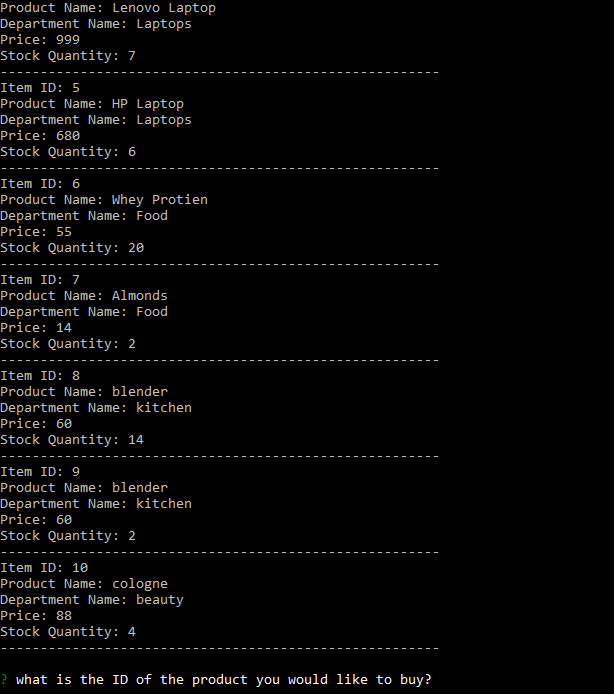 Product Name: Lenovo Laptop
Department Name: Laptops
Price: 999
Stock Quantity: 7
-------------------------------------------------------
Item ID: 5
Product Name: HP Laptop
Department Name: Laptops
Price: 680
Stock Quantity: 6
-------------------------------------------------------
Item ID: 6
Product Name: Whey Protien
Department Name: Food
Price: 55
Stock Quantity: 20
-------------------------------------------------------
Item ID: 7
Product Name: Almonds
Department Name: Food
Price: 14
Stock Quantity: 2
-------------------------------------------------------
Item ID: 8
Product Name: blender
Department Name: kitchen
Price: 60
Stock Quantity: 14
-------------------------------------------------------
Item ID: 9
Product Name: blender
Department Name: kitchen
Price: 60
Stock Quantity: 2
-------------------------------------------------------
Item ID: 10
Product Name: cologne
Department Name: beauty
Price: 88
Stock Quantity: 4
-------------------------------------------------------
? what is the ID of the product you would like to buy?